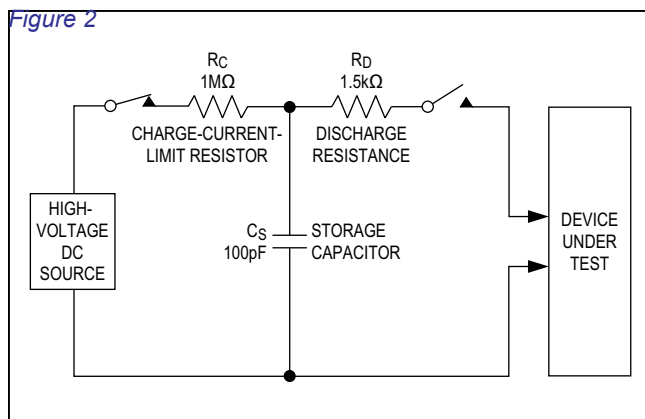 Figure 2
RC
1MΩ
CHARGE-CURRENT-
LIMIT RESISTOR
RD
1.5kΩ
DISCHARGE
RESISTANCE
HIGH-
VOLTAGE
DC
SOURCE
CS
100pF
STORAGE
CAPACITOR
DEVICE
UNDER
TEST